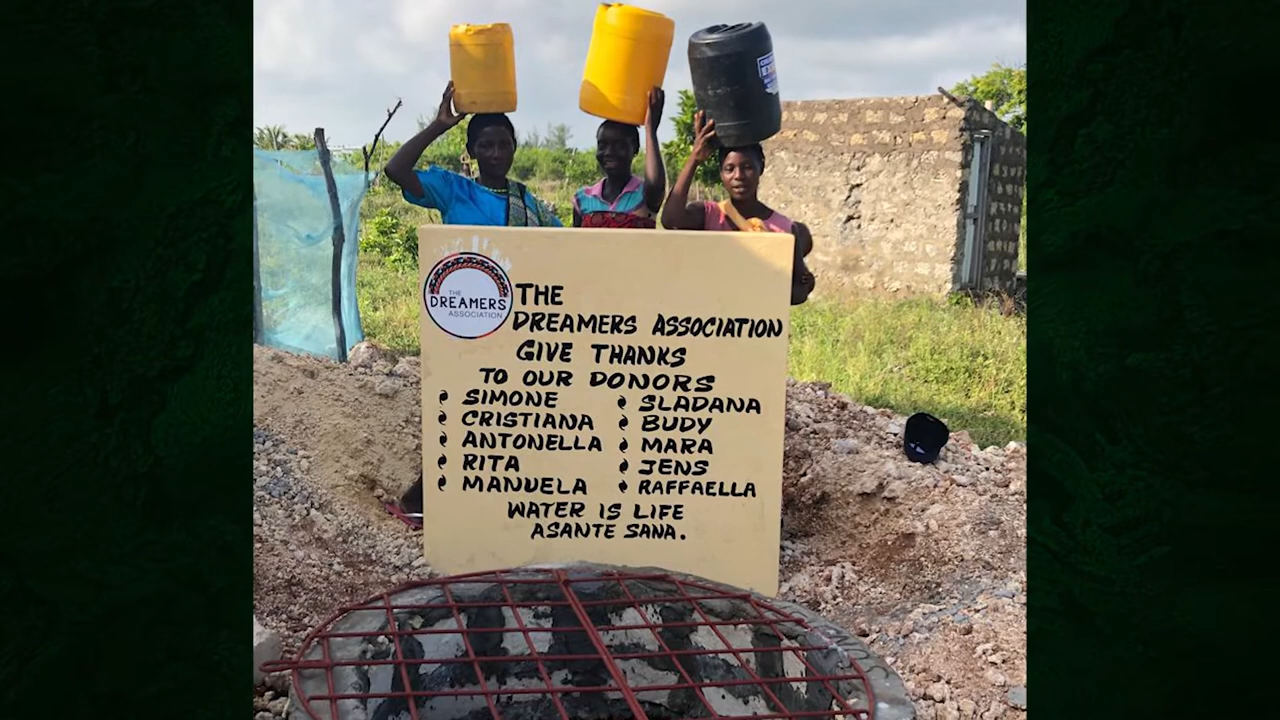 THE
DREAMERS
ASSOCIATION
THE
DREAMERS ASSOCIATION
GIVE THANKS
TO OUR DONORS
SIMONE
CRISTIANA
ANTONELLA
RITA
MANUELA
SLADANA
BUDY
MARA
JENS
RAFFAELLA
WATER IS LIFE
ASANTE SANA.